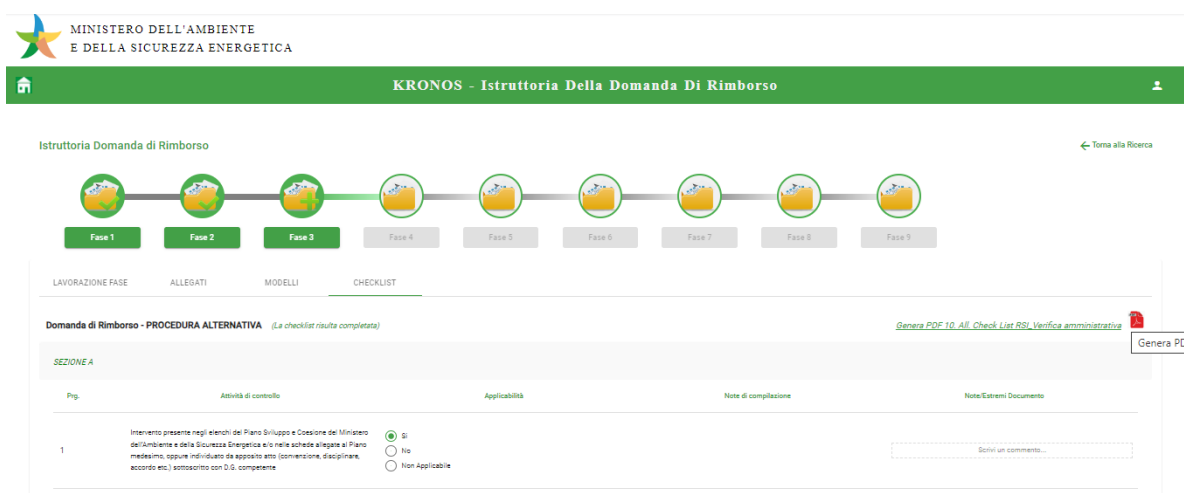 MINISTERO DELL'AMBIENTE
E DELLA SICUREZZA ENERGETICA
KRONOS - Istruttoria Della Domanda Di Rimborso
Istruttoria Domanda di Rimborso
Torna alla Ricerca
Fase 1 Fase 2 Fase 3 Fase 4 Fase 5 Fase 6 Fase 7 Fase 8 Fase 9
LAVORAZIONE FASE ALLEGATI MODELLI CHECKLIST
Domanda di Rimborso - PROCEDURA ALTERNATIVA (La checklist risulta completata) Genera PDF 10. All. Check List RSI_Verifica amministrativa
Genera PD
SEZIONE A
Prg. Attività di controllo Applicabilità Note di compilazione Note/Estremi Documento
1
Intervento presente negli elenchi del Piano Sviluppo e Coesione del Ministero
dell'Ambiente e della Sicurezza Energetica e/o nelle schede allegate al Piano
medesimo, oppure individuato da apposito atto (convenzione, disciplinare,
accordo etc.) sottoscritto con D.G. competente
Si
No
Non Applicabile
Scrivi un commento...